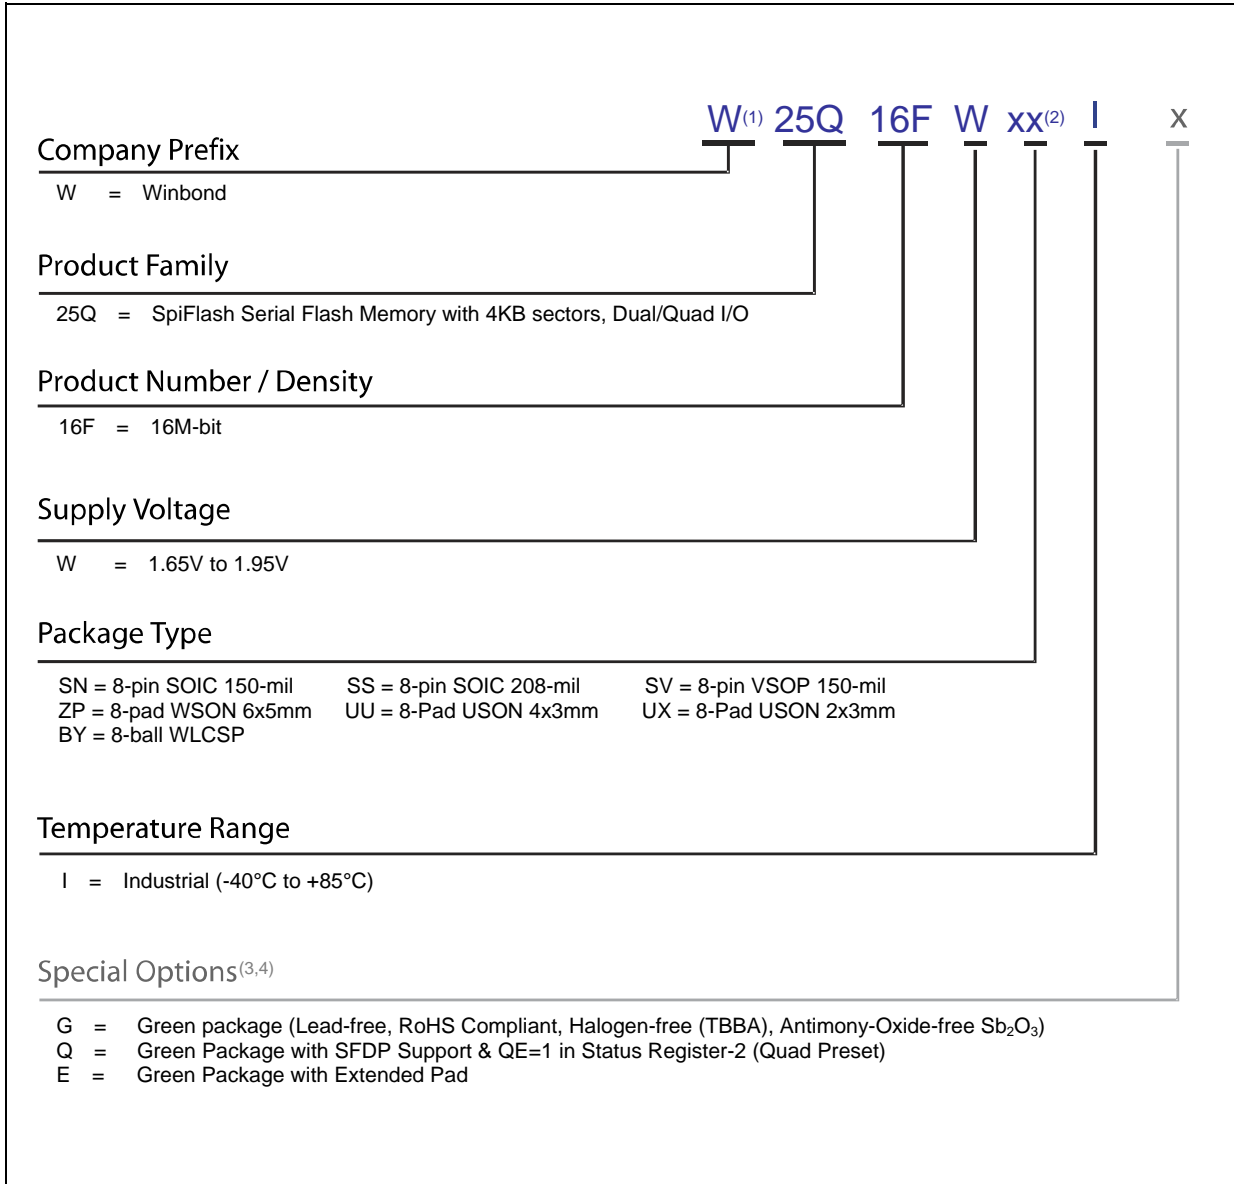 W(1) 25Q 16F W xx(2) I x
Company Prefix
W = Winbond
Product Family
25Q = SpiFlash Serial Flash Memory with 4KB sectors, Dual/Quad I/O
Product Number / Density
16F = 16M-bit
Supply Voltage
W = 1.65V to 1.95V
Package Type
SN = 8-pin SOIC 150-mil SS = 8-pin SOIC 208-mil SV = 8-pin VSOP 150-mil
ZP = 8-pad WSON 6x5mm UU = 8-Pad USON 4x3mm UX = 8-Pad USON 2x3mm
BY = 8-ball WLCSP
Temperature Range
I = Industrial (-40°C to +85°C)
Special Options(3,4)
G = Green package (Lead-free, RoHS Compliant, Halogen-free (TBBA), Antimony-Oxide-free Sb₂O₃)
Q = Green Package with SFDP Support & QE=1 in Status Register-2 (Quad Preset)
E = Green Package with Extended Pad